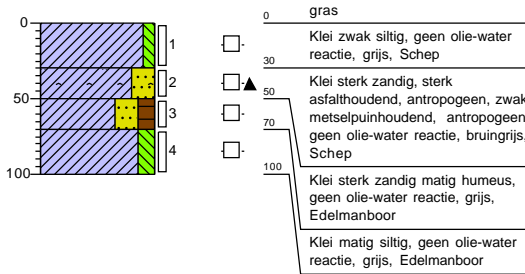 0
50
100
1
2
3
4
0
gras
Klei zwak siltig, geen olie-water
reactie, grijs, Schep
30
Klei sterk zandig, sterk
asfalthoudend, antropogeen, zwak
metselpuinhoudend, antropogeen,
geen olie-water reactie, bruingrijs,
Schep
50
Klei sterk zandig matig humeus,
geen olie-water reactie, grijs,
Edelmanboor
70
Klei matig siltig, geen olie-water
reactie, grijs, Edelmanboor
100